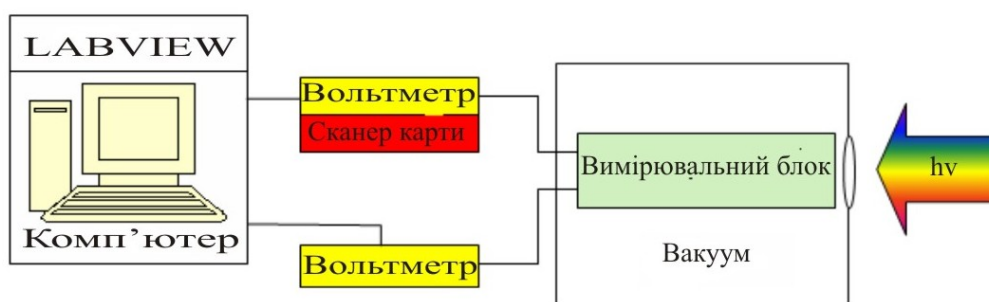 LABVIEW
Комп’ютер
Вольтметр
Сканер карти
Вольтметр
Вимірювальний блок
Вакуум
hv